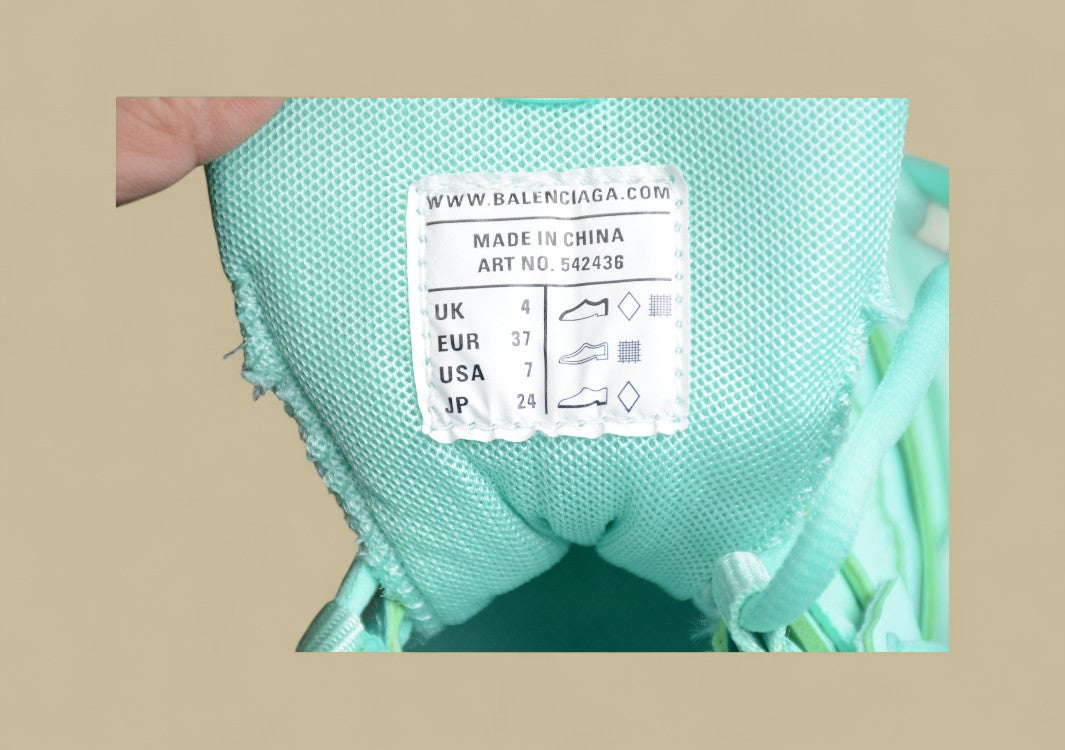 WWW.BALENCIAGA.COM
MADE IN CHINA
ART NO. 542436
UK 4
EUR 37
USA 7
JP 24